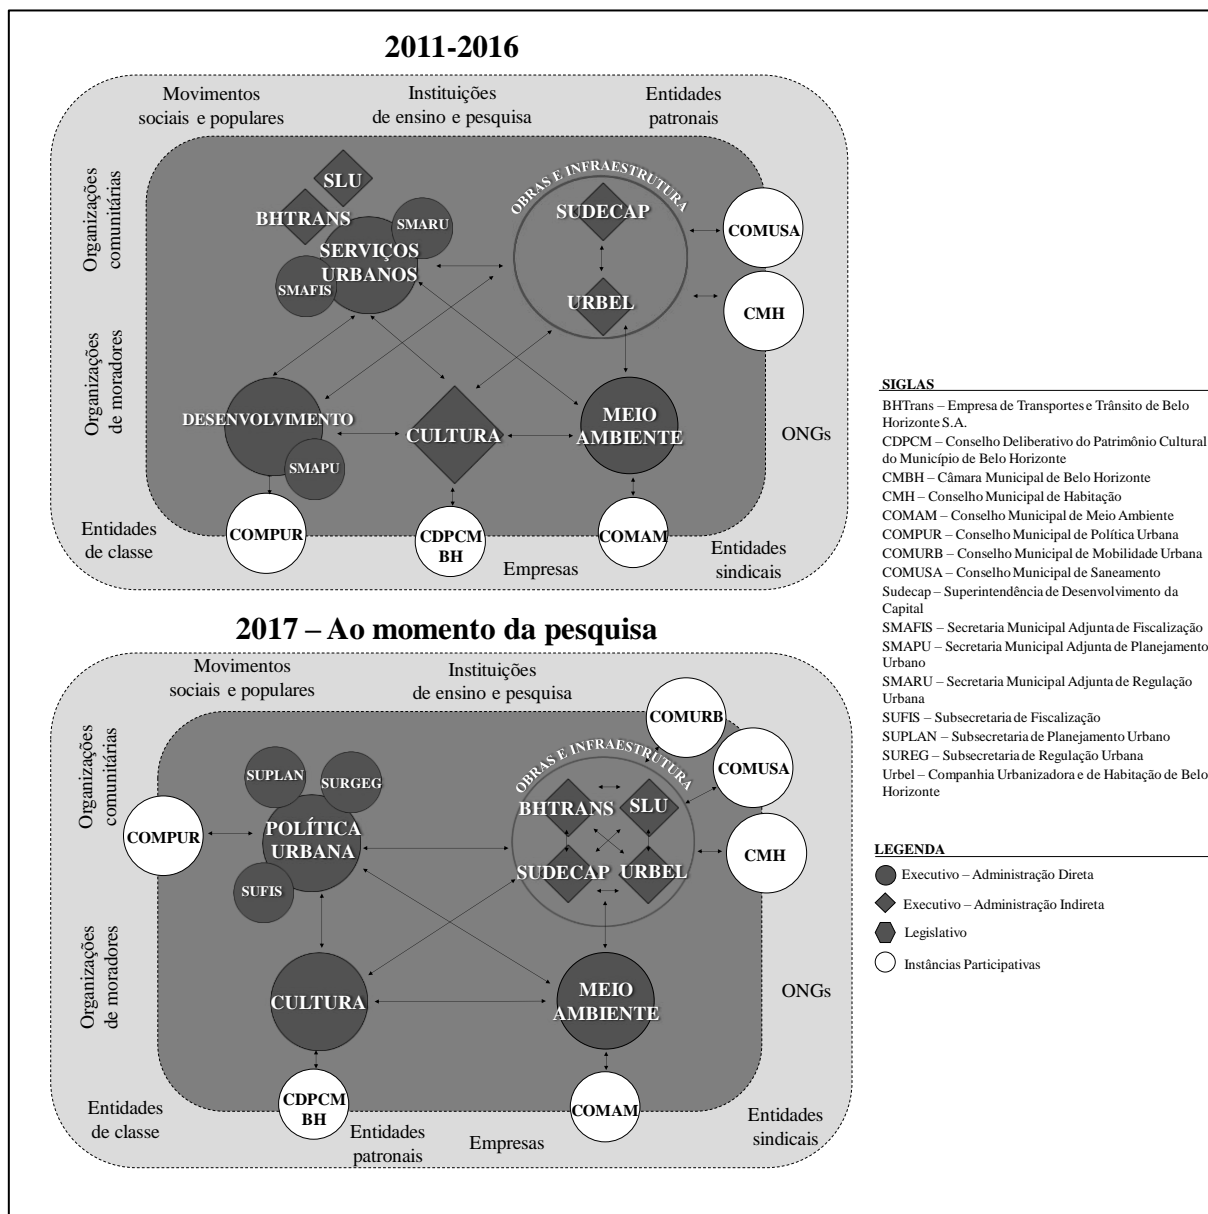 2011-2016
Movimentos
sociais e populares
Instituições
de ensino e pesquisa
Entidades
patronais
Organizações
comunitárias
Organizações
de moradores
SLU
BHTRANS
SMARU
SERVIÇOS
URBANOS
SMAFIS
OBRAS E INFRAESTRUTURA
SUDECAP
URBEL
COMUSA
CMH
DESENVOLVIMENTO
SMAPU
CULTURA
MEIO
AMBIENTE
ONGs
COMPUR
CDPCM
BH
COMAM
Entidades
de classe
Empresas
Entidades
sindicais
2017 – Ao momento da pesquisa
Movimentos
sociais e populares
Instituições
de ensino e pesquisa
Organizações
comunitárias
Organizações
de moradores
COMURB
COMUSA
CMH
COMPUR
SUPLAN
SURGEG
POLÍTICA
URBANA
SUFIS
OBRAS E INFRAESTRUTURA
BHTRANS
SLU
SUDECAP
URBEL
CULTURA
MEIO
AMBIENTE
ONGs
CDPCM
BH
COMAM
Entidades
de classe
Entidades
patronais
Empresas
Entidades
sindicais
SIGLAS
BHTrans – Empresa de Transportes e Trânsito de Belo
Horizonte S.A.
CDPCM – Conselho Deliberativo do Patrimônio Cultural
do Município de Belo Horizonte
CMBH – Câmara Municipal de Belo Horizonte
CMH – Conselho Municipal de Habitação
COMAM – Conselho Municipal de Meio Ambiente
COMPUR – Conselho Municipal de Política Urbana
COMURB – Conselho Municipal de Mobilidade Urbana
COMUSA – Conselho Municipal de Saneamento
Sudecap – Superintendência de Desenvolvimento da
Capital
SMAFIS – Secretaria Municipal Adjunta de Fiscalização
SMAPU – Secretaria Municipal Adjunta de Planejamento
Urbano
SMARU – Secretaria Municipal Adjunta de Regulação
Urbana
SUFIS – Subsecretaria de Fiscalização
SUPLAN – Subsecretaria de Planejamento Urbano
SUREG – Subsecretaria de Regulação Urbana
Urbel – Companhia Urbanizadora e de Habitação de Belo
Horizonte
LEGENDA
Executivo – Administração Direta
Executivo – Administração Indireta
Legislativo
Instâncias Participativas